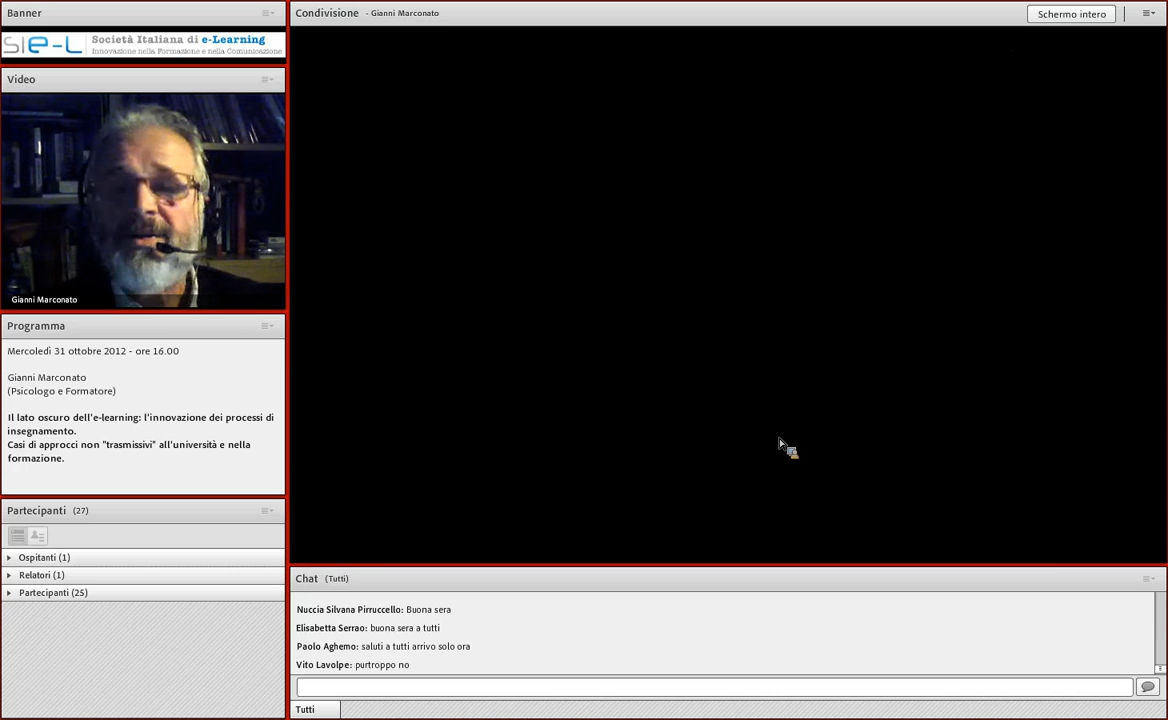 Banner
sie-L Società Italiana di e-Learning
Innovazione nella Formazione e nella Comunicazione
Video
Gianni Marconato
Programma
Mercoledì 31 ottobre 2012 - ore 16.00
Gianni Marconato
(Psicologo e Formatore)
Il lato oscuro dell'e-learning: l'innovazione dei processi di
insegnamento.
Casi di approcci non "trasmissivi" all'università e nella
formazione.
Partecipanti (27)
Ospitanti (1)
Relatori (1)
Partecipanti (25)
Condivisione - Gianni Marconato
Schermo intero
Chat (Tutti)
Nuccia Silvana Pirruccello: Buona sera
Elisabetta Serrao: buona sera a tutti
Paolo Aghemo: saluti a tutti arrivo solo ora
Vito Lavolpe: purtroppo no
Tutti